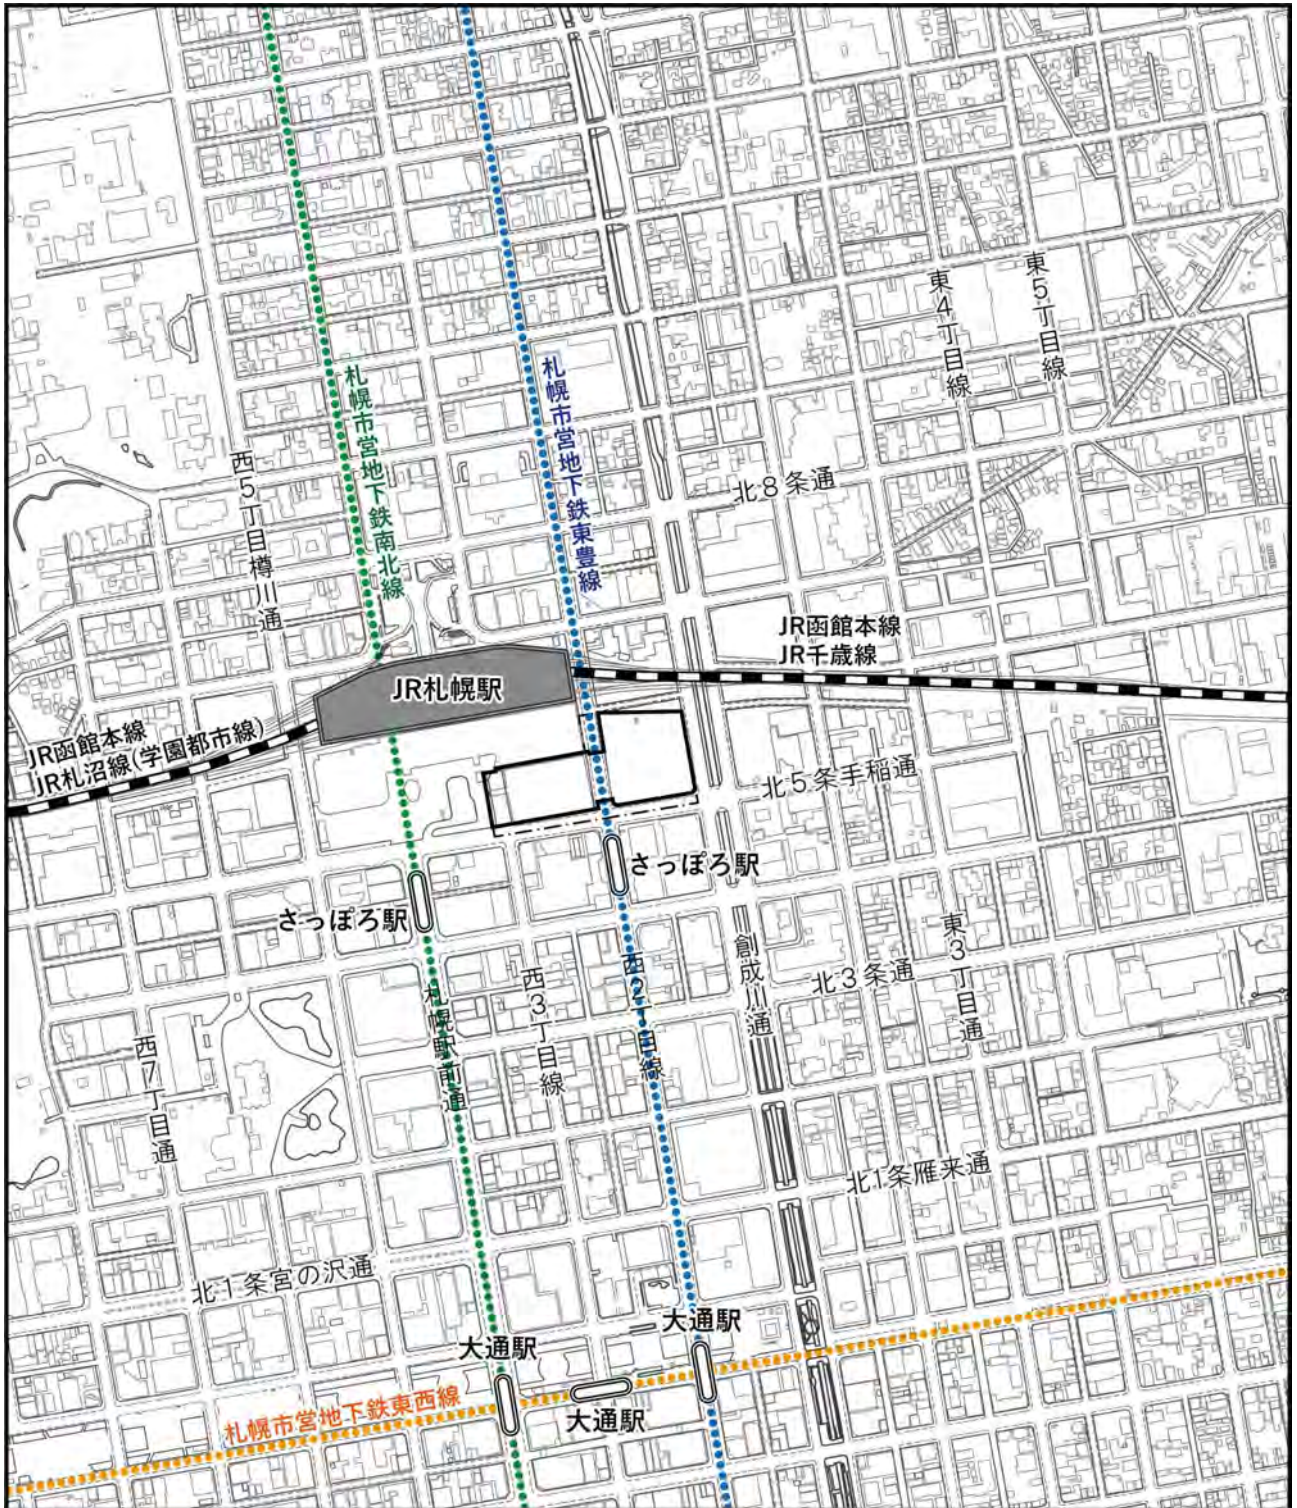 東5丁目線
東4丁目線
札幌市営地下鉄東豊線
札幌市営地下鉄南北線
西5丁目樽川通
北8条通
JR函館本線
JR千歳線
JR札幌駅
JR函館本線
JR札沼線(学園都市線)
北5条手稲通
さっぽろ駅
さっぽろ駅
創成川通
北3条通
東3丁目通
西2丁目線
西3丁目線
札幌駅前通
西7丁目通
北1条雁来通
北1条宮の沢通
大通駅
大通駅
大通駅
札幌市営地下鉄東西線